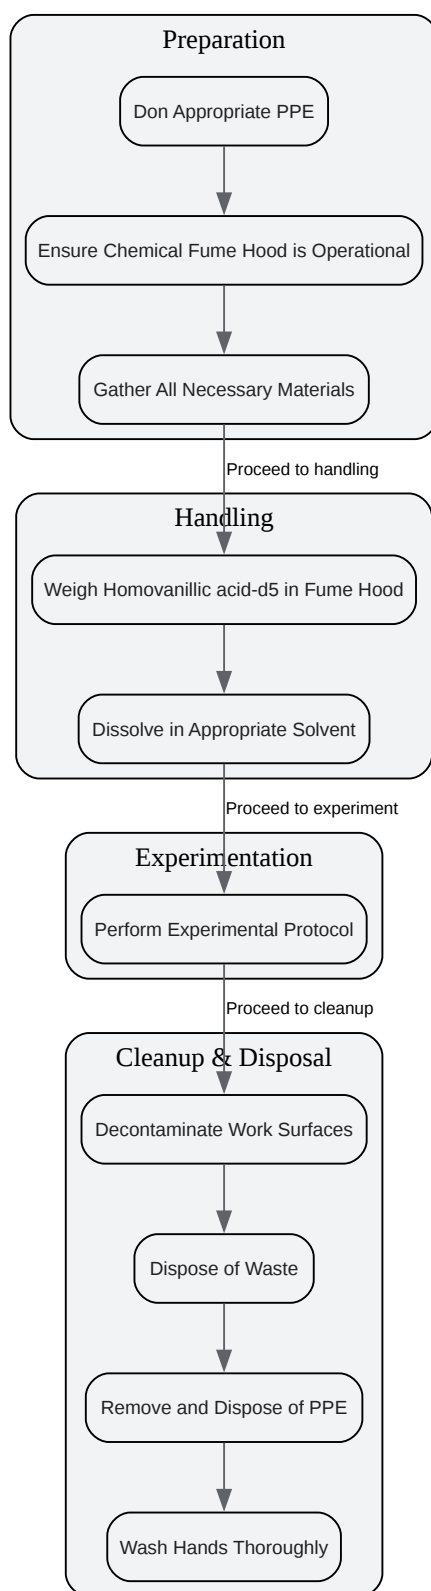 Preparation
Don Appropriate PPE
Ensure Chemical Fume Hood is Operational
Gather All Necessary Materials
Proceed to handling
Handling
Weigh Homovanillic acid-d5 in Fume Hood
Dissolve in Appropriate Solvent
Proceed to experiment
Experimentation
Perform Experimental Protocol
Proceed to cleanup
Cleanup & Disposal
Decontaminate Work Surfaces
Dispose of Waste
Remove and Dispose of PPE
Wash Hands Thoroughly